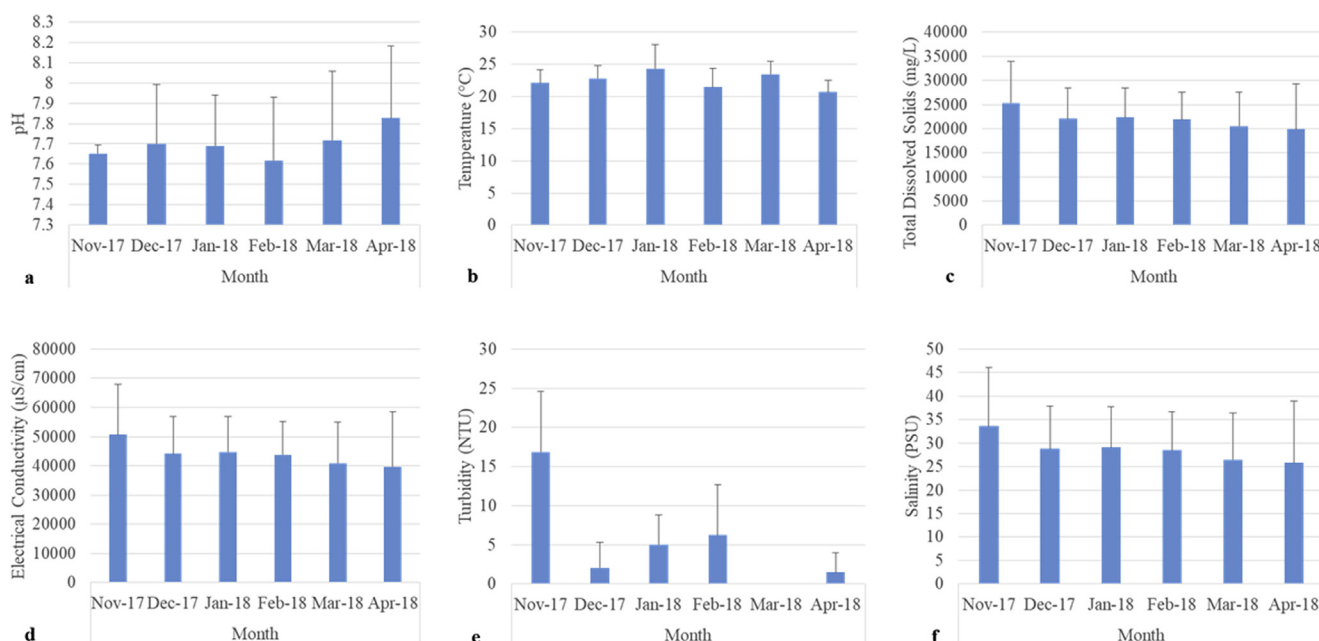 pH
8.3
8.2
8.1
8
7.9
7.8
7.7
7.6
7.5
7.4
7.3
Nov-17 Dec-17 Jan-18 Feb-18 Mar-18 Apr-18
Month
a
Temperature (°C)
30
25
20
15
10
5
0
Nov-17 Dec-17 Jan-18 Feb-18 Mar-18 Apr-18
Month
b
Total Dissolved Solids (mg/L)
40000
35000
30000
25000
20000
15000
10000
5000
0
Nov-17 Dec-17 Jan-18 Feb-18 Mar-18 Apr-18
Month
c
Electrical Conductivity (µS/cm)
80000
70000
60000
50000
40000
30000
20000
10000
0
Nov-17 Dec-17 Jan-18 Feb-18 Mar-18 Apr-18
Month
d
Turbidity (NTU)
30
25
20
15
10
5
0
Nov-17 Dec-17 Jan-18 Feb-18 Mar-18 Apr-18
Month
e
Salinity (PSU)
50
45
40
35
30
25
20
15
10
5
0
Nov-17 Dec-17 Jan-18 Feb-18 Mar-18 Apr-18
Month
f